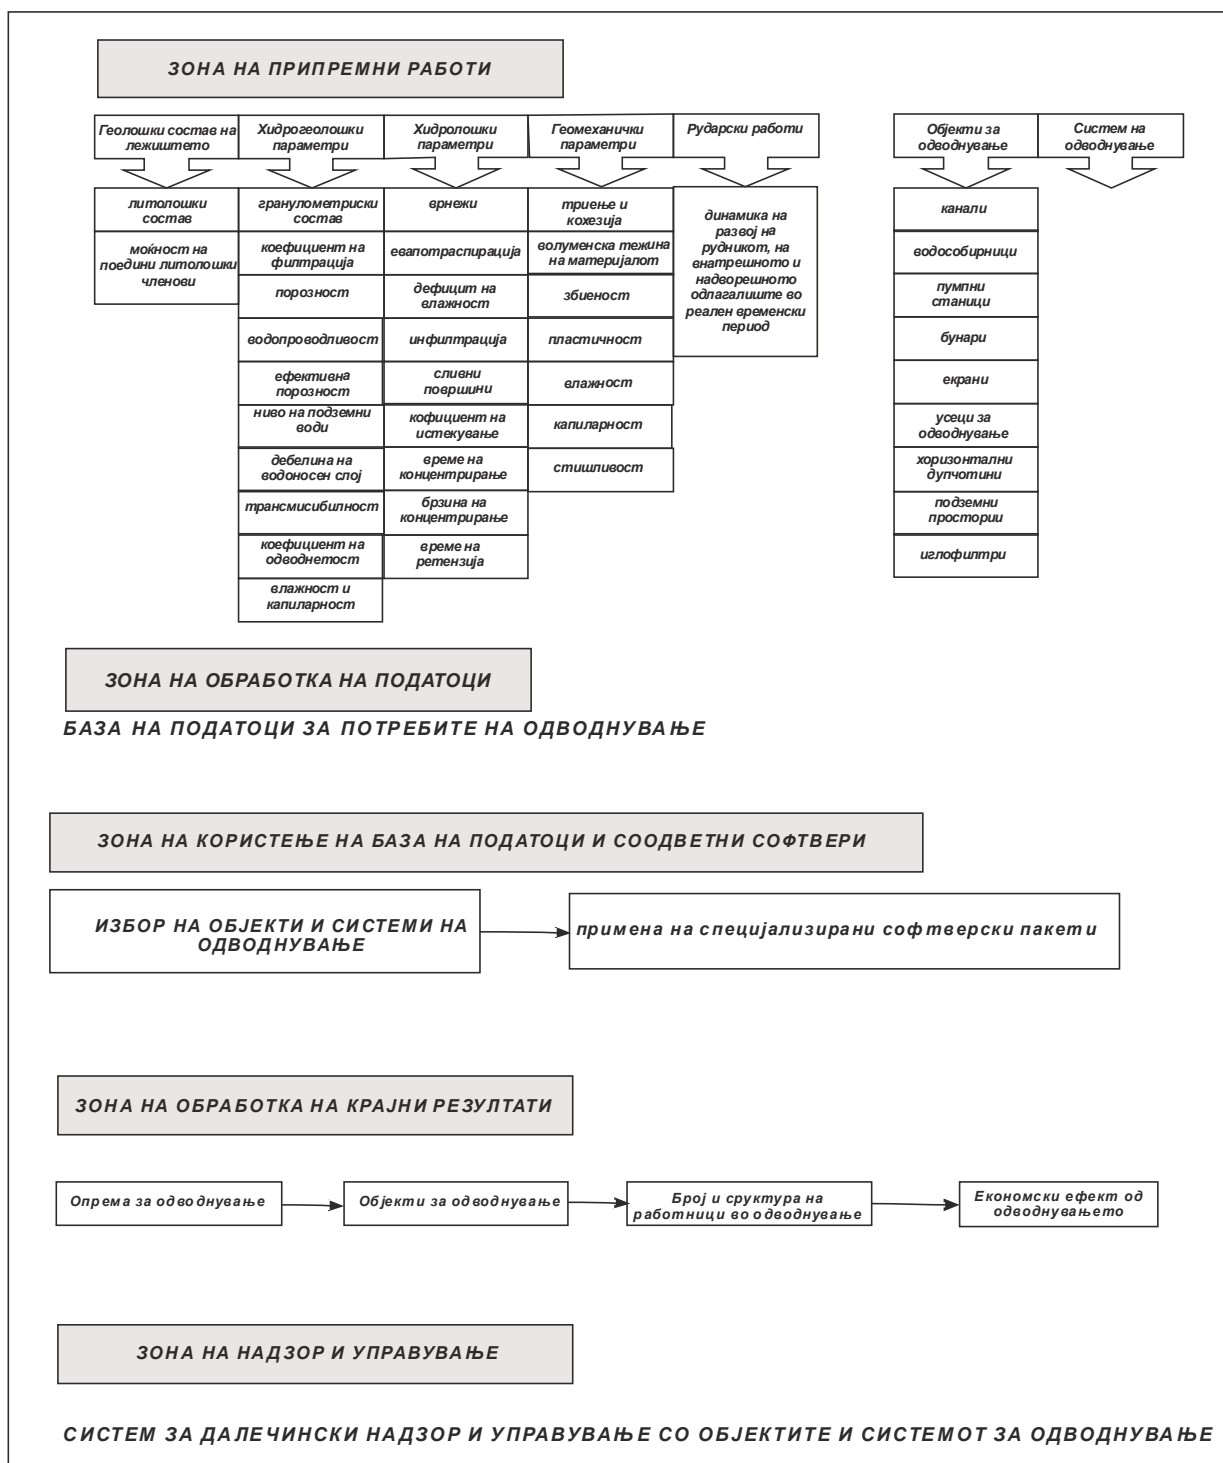 ЗОНА НА ПРИПРЕМНИ РАБОТИ
Геолошки состав на
лежиштето
Хидрогеолошки
параметри
Хидролошки
параметри
Геомеханички
параметри
Рударски работи
Објекти за
одводнување
Систем на
одводнување
литолошки
состав
моќност на
поедини литолошки
членови
гранулометриски
состав
коефициент на
филтрација
порозност
водопроводливост
ефективна
порозност
ниво на подземни
води
дебелина на
водоносен слој
трансмисибилност
коефициент на
одводнетост
влажност и
капиларност
врнежи
евапотраспирација
дефицит на
влажност
инфилтрација
сливни
површини
кофициент на
истекување
време на
концентрирање
брзина на
концентрирање
време на
ретензија
триење и
кохезија
волуменска тежина
на материјалот
збиеност
пластичност
влажност
капиларност
стишливост
динамика на
развој на
рудникот, на
внатрешното и
надворешното
одлагалиште во
реален временски
период
канали
водособирници
пумпни
станици
бунари
екрани
усеци за
одводнување
хоризонтални
дупчотини
подземни
простории
иглофилтри
ЗОНА НА ОБРАБОТКА НА ПОДАТОЦИ
БАЗА НА ПОДАТОЦИ ЗА ПОТРЕБИТЕ НА ОДВОДНУВАЊЕ
ЗОНА НА КОРИСТЕЊЕ НА БАЗА НА ПОДАТОЦИ И СООДВЕТНИ СОФТВЕРИ
ИЗБОР НА ОБЈЕКТИ И СИСТЕМИ НА
ОДВОДНУВАЊЕ
примена на специјализирани софтверски пакети
ЗОНА НА ОБРАБОТКА НА КРАЈНИ РЕЗУЛТАТИ
Опрема за одводнување
Објекти за одводнување
Број и сруктура на
работници во одводнување
Економски ефект од
одводнувањето
ЗОНА НА НАДЗОР И УПРАВУВАЊЕ
СИСТЕМ ЗА ДАЛЕЧИНСКИ НАДЗОР И УПРАВУВАЊЕ СО ОБЈЕКТИТЕ И СИСТЕМОТ ЗА ОДВОДНУВАЊЕ